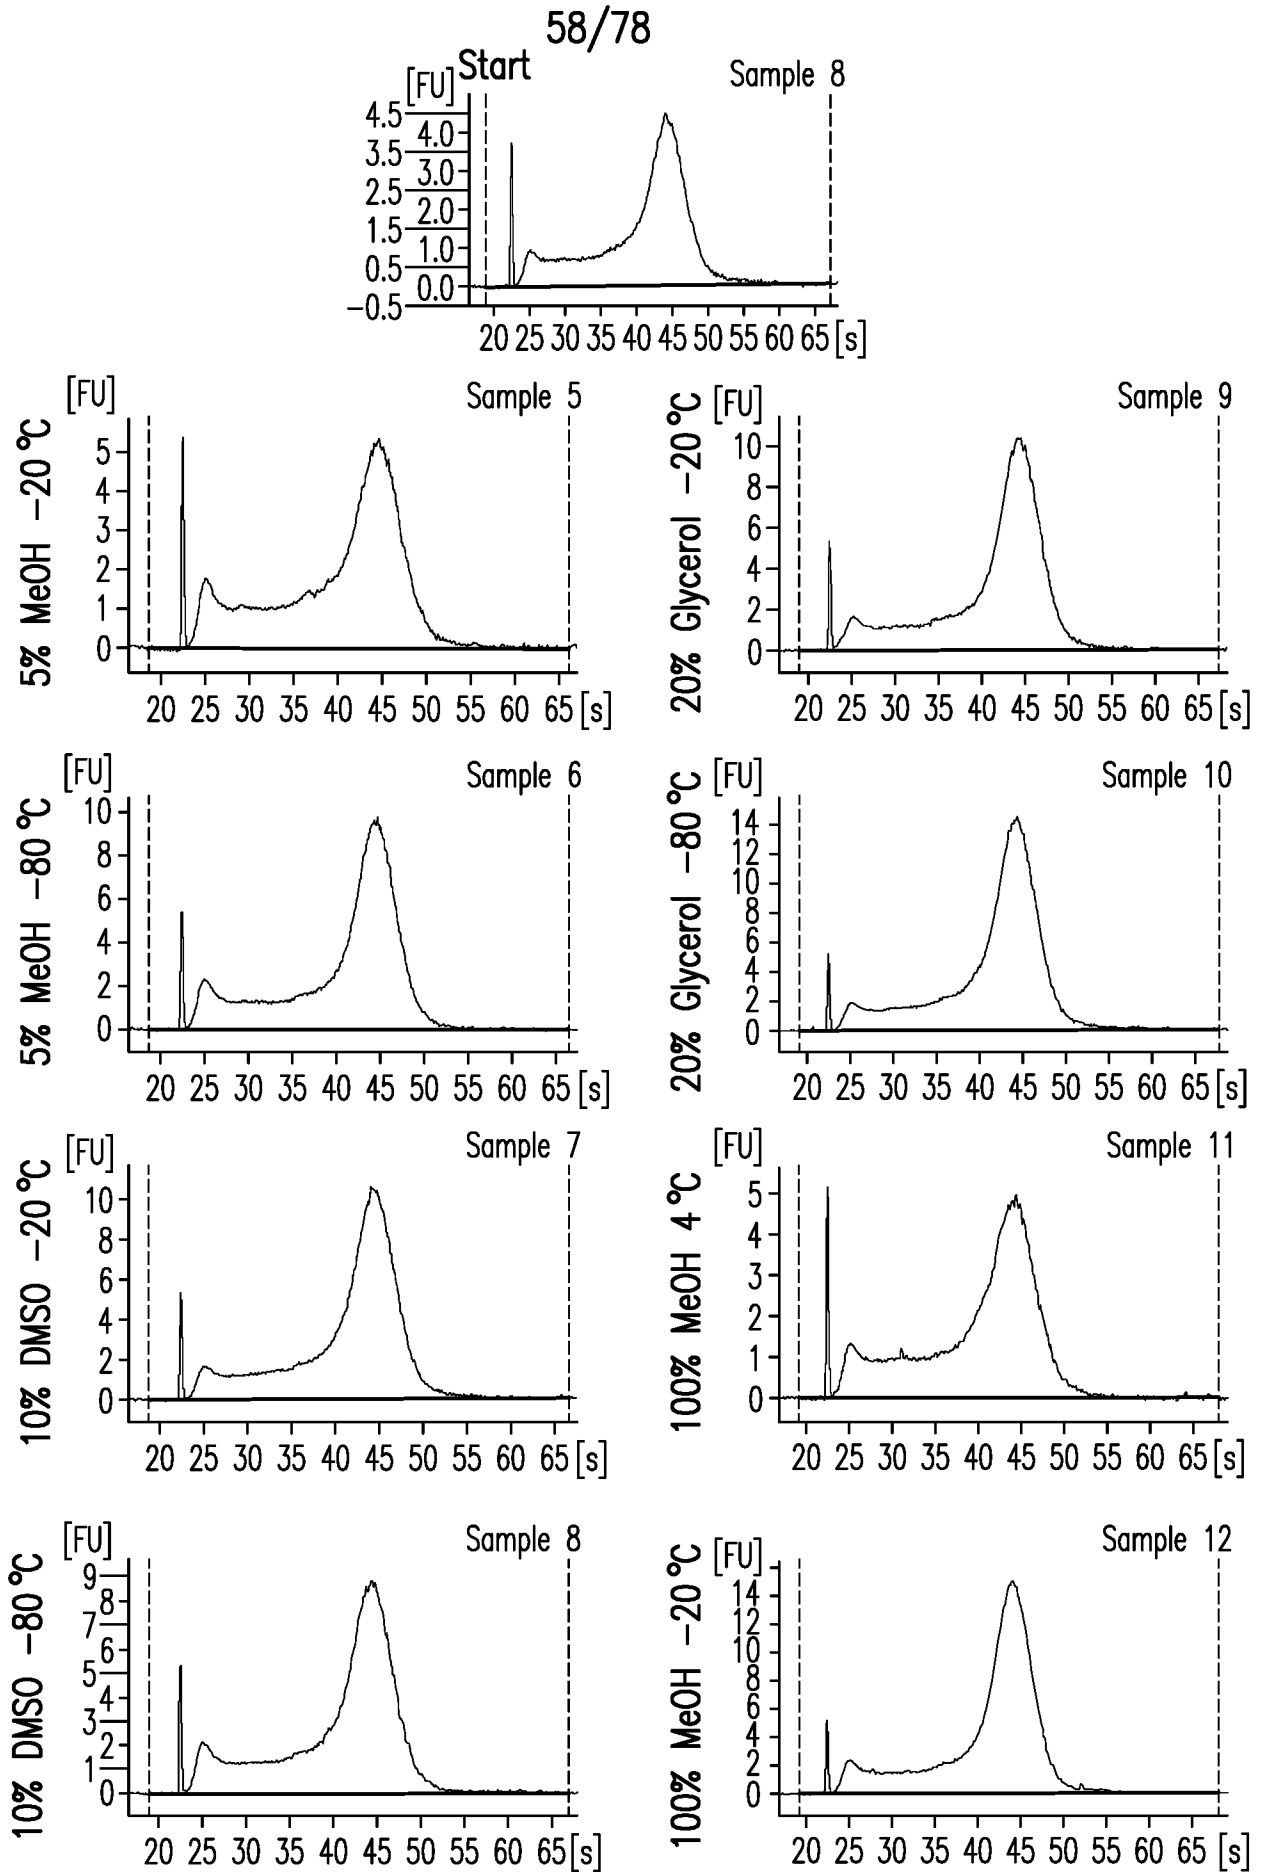 58/78
Start
[FU]
Sample 8
4.5
4.0
3.5
3.0
2.5
2.0
1.5
1.0
0.5
0.0
−0.5
20 25 30 35 40 45 50 55 60 65 [s]
5% MeOH −20°C
[FU]
Sample 5
5
4
3
2
1
0
20 25 30 35 40 45 50 55 60 65 [s]
20% Glycerol −20°C
[FU]
Sample 9
10
8
6
4
2
0
20 25 30 35 40 45 50 55 60 65 [s]
5% MeOH −80°C
[FU]
Sample 6
10
8
6
4
2
0
20 25 30 35 40 45 50 55 60 65 [s]
20% Glycerol −80°C
[FU]
Sample 10
14
12
10
8
6
4
2
0
20 25 30 35 40 45 50 55 60 65 [s]
10% DMSO −20°C
[FU]
Sample 7
10
8
6
4
2
0
20 25 30 35 40 45 50 55 60 65 [s]
100% MeOH 4°C
[FU]
Sample 11
5
4
3
2
1
0
20 25 30 35 40 45 50 55 60 65 [s]
10% DMSO −80°C
[FU]
Sample 8
9
8
7
6
5
4
3
2
1
0
20 25 30 35 40 45 50 55 60 65 [s]
100% MeOH −20°C
[FU]
Sample 12
14
12
10
8
6
4
2
0
20 25 30 35 40 45 50 55 60 65 [s]